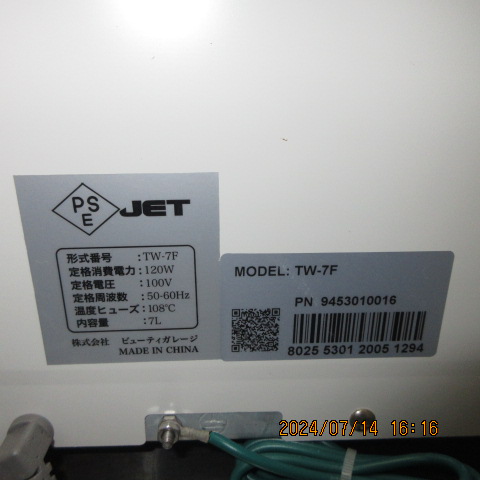 PS
E
JET
形式番号 : TW-7F
定格消費電力 : 120W
定格電圧 : 100V
定格周波数 : 50-60Hz
温度ヒューズ : 108℃
内容量 : 7L
株式会社 ビューティガレージ
MADE IN CHINA
MODEL: TW-7F
PN 9453010016
8025 5301 2005 1294
2024/07/14 16:16